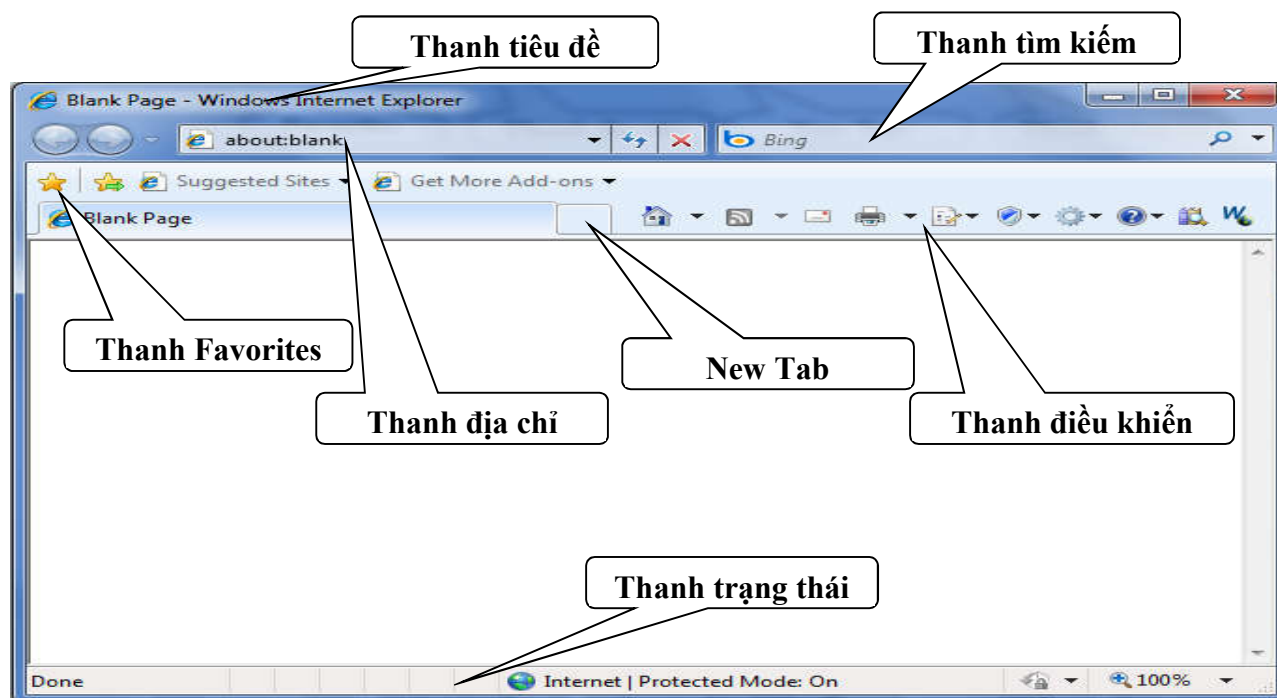 Thanh tiêu đề
Thanh tìm kiếm
Blank Page - Windows Internet Explorer
about:blank
Bing
Suggested Sites
Get More Add-ons
Blank Page
Thanh Favorites
New Tab
Thanh địa chỉ
Thanh điều khiển
Thanh trạng thái
Done
Internet | Protected Mode: On
100%